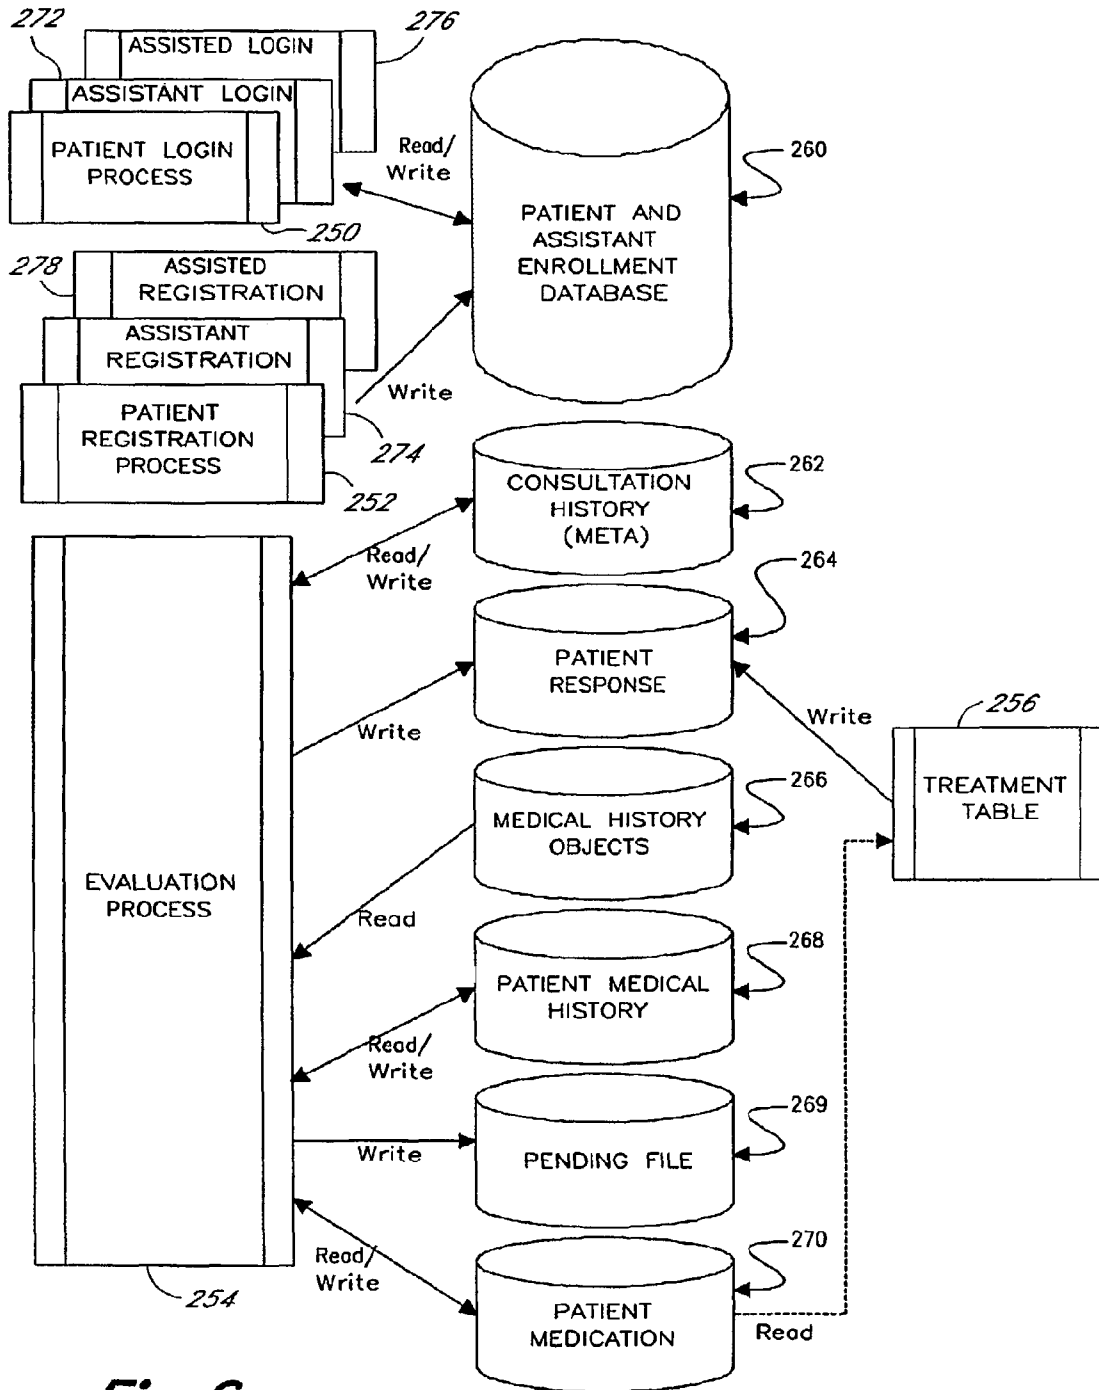 272
ASSISTED LOGIN
276
ASSISTANT LOGIN
PATIENT LOGIN
PROCESS
250
Read/
Write
PATIENT AND
ASSISTANT
ENROLLMENT
DATABASE
260
278
ASSISTED
REGISTRATION
ASSISTANT
REGISTRATION
PATIENT
REGISTRATION
PROCESS
274
252
Write
CONSULTATION
HISTORY
(META)
262
Read/
Write
PATIENT
RESPONSE
264
Write
Write
256
TREATMENT
TABLE
MEDICAL HISTORY
OBJECTS
266
EVALUATION
PROCESS
Read
PATIENT MEDICAL
HISTORY
268
Read/
Write
PENDING FILE
269
Write
PATIENT
MEDICATION
270
Read/
Write
Read
254